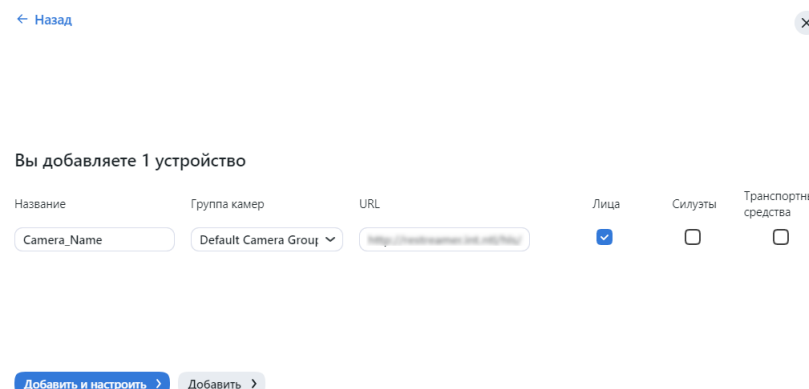 Назад
Вы добавляете 1 устройство
Название
Группа камер
URL
Лица
Силуэты
Транспортны
средства
Camera_Name
Default Camera Group
Добавить и настроить
Добавить